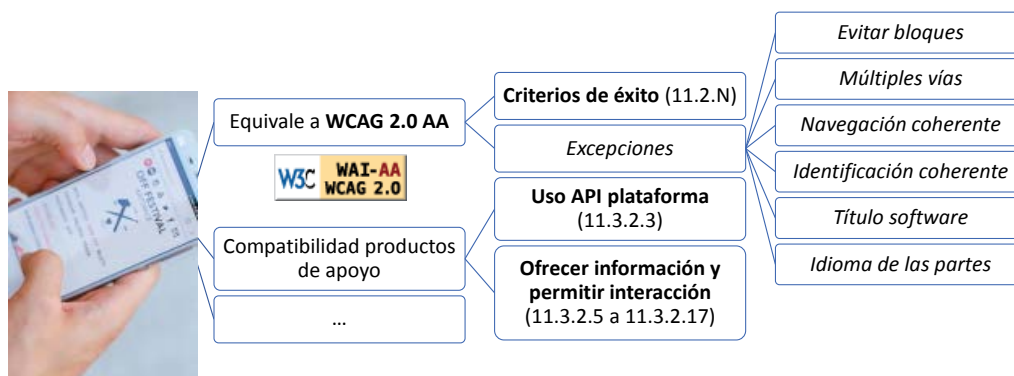 Equivale a WCAG 2.0 AA
W3C WAI-AA
WCAG 2.0
Compatibilidad productos
de apoyo
...
Criterios de éxito (11.2.N)
Excepciones
Uso API plataforma
(11.3.2.3)
Ofrecer información y
permitir interacción
(11.3.2.5 a 11.3.2.17)
Evitar bloques
Múltiples vías
Navegación coherente
Identificación coherente
Título software
Idioma de las partes
OFF FESTIVAL